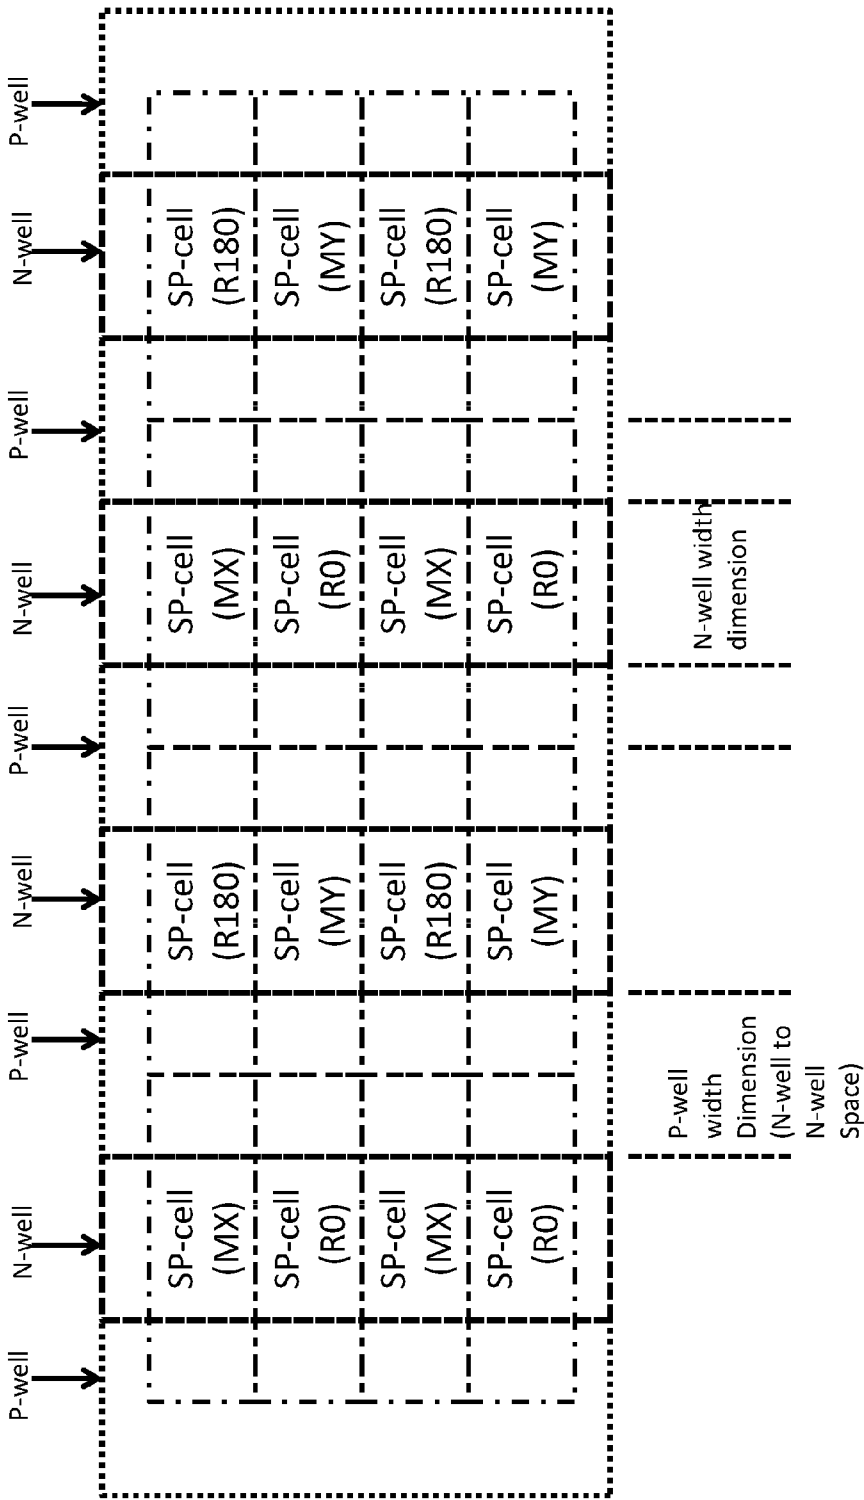 P-well
N-well
P-well
N-well
P-well
N-well
P-well
N-well
P-well
SP-cell
(MX)
SP-cell
(R180)
SP-cell
(MX)
SP-cell
(R180)
SP-cell
(R0)
SP-cell
(MY)
SP-cell
(R0)
SP-cell
(MY)
SP-cell
(MX)
SP-cell
(R180)
SP-cell
(MX)
SP-cell
(R180)
SP-cell
(R0)
SP-cell
(MY)
SP-cell
(R0)
SP-cell
(MY)
P-well
width
Dimension
(N-well to
N-well
Space)
N-well width
dimension